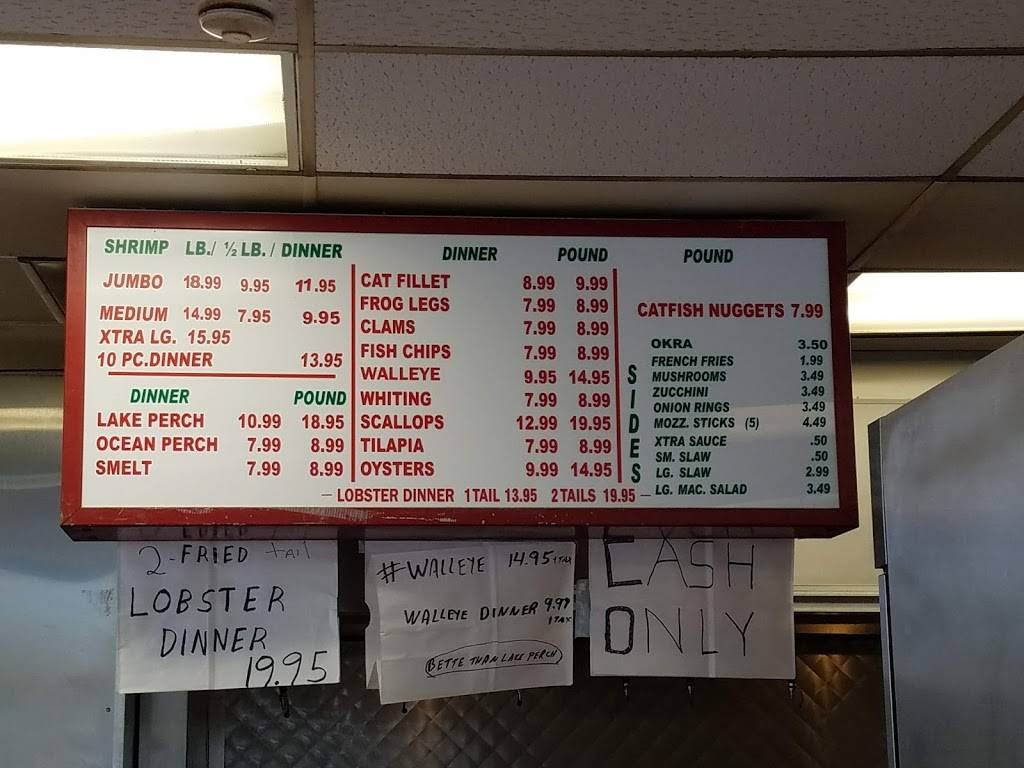 SHRIMP LB./ ½ LB. / DINNER
JUMBO 18.99 9.95 11.95
MEDIUM 14.99 7.95 9.95
XTRA LG. 15.95
10 PC.DINNER 13.95
DINNER POUND
LAKE PERCH 10.99 18.95
OCEAN PERCH 7.99 8.99
SMELT 7.99 8.99
DINNER POUND
CAT FILLET 8.99 9.99
FROG LEGS 7.99 8.99
CLAMS 7.99 8.99
FISH CHIPS 7.99 8.99
WALLEYE 9.95 14.95
WHITING 7.99 8.99
SCALLOPS 12.99 19.95
TILAPIA 7.99 8.99
OYSTERS 9.99 14.95
POUND
CATFISH NUGGETS 7.99
SIDES
OKRA 3.50
FRENCH FRIES 1.99
MUSHROOMS 3.49
ZUCCHINI 3.49
ONION RINGS 3.49
MOZZ. STICKS (5) 4.49
XTRA SAUCE .50
SM. SLAW .50
LG. SLAW 2.99
LG. MAC. SALAD 3.49
— LOBSTER DINNER 1 TAIL 13.95 2 TAILS 19.95 —
2-FRIED tail
LOBSTER
DINNER
19.95
#WALLEYE 14.95 +TAX
WALLEYE DINNER 9.99
BETTE THAN LAKE PERCH
CASH
ONLY